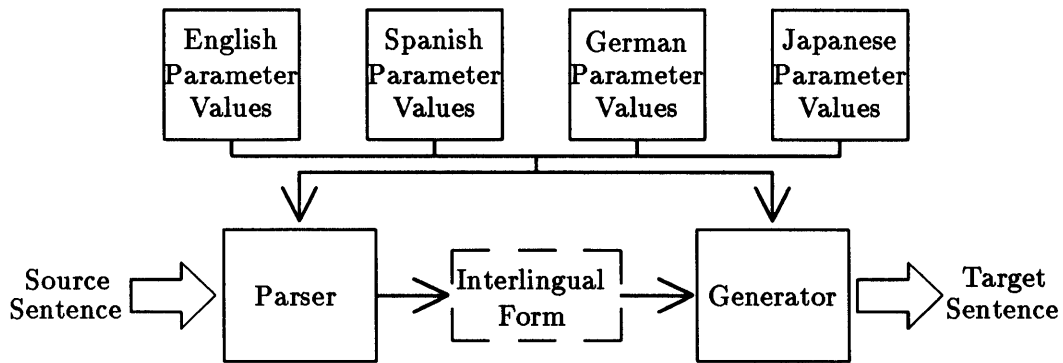 English
Parameter
Values
Spanish
Parameter
Values
German
Parameter
Values
Japanese
Parameter
Values
Source
Sentence
Parser
Interlingual
Form
Generator
Target
Sentence